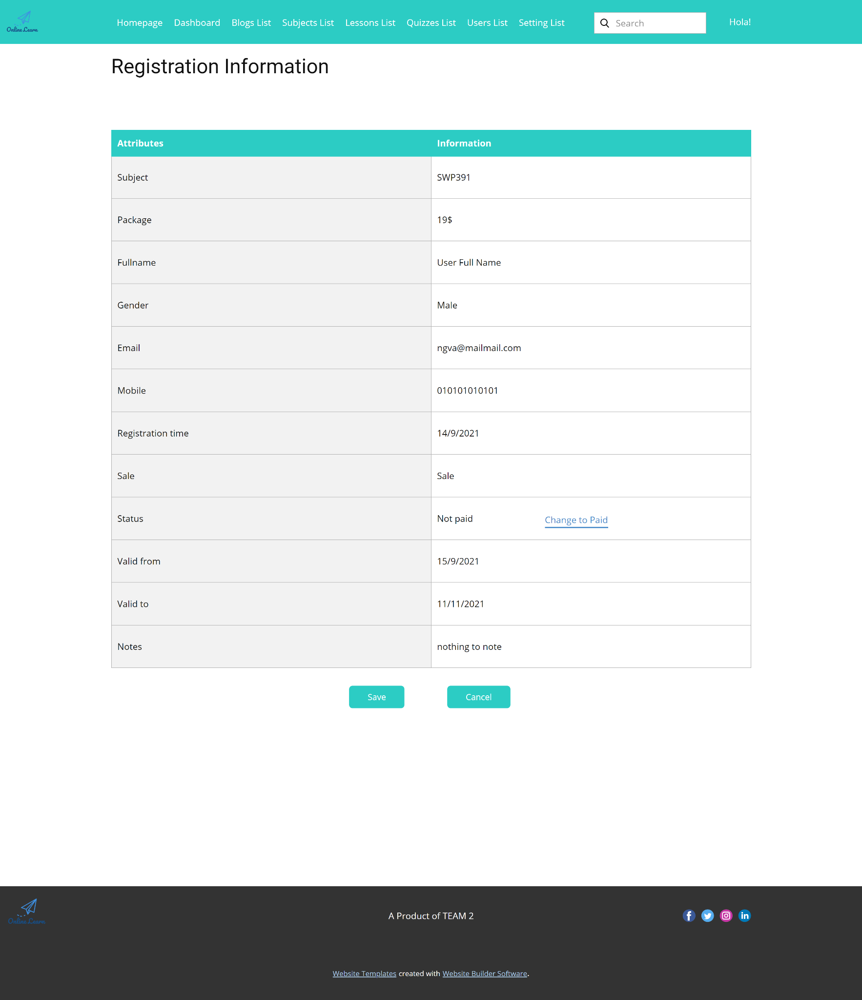 Online Learn
Homepage Dashboard Blogs List Subjects List Lessons List Quizzes List Users List Setting List Search Hola!
Registration Information
Attributes Information
Subject SWP391
Package 19$
Fullname User Full Name
Gender Male
Email ngva@mailmail.com
Mobile 010101010101
Registration time 14/9/2021
Sale Sale
Status Not paid Change to Paid
Valid from 15/9/2021
Valid to 11/11/2021
Notes nothing to note
Save Cancel
Online Learn
A Product of TEAM 2
Website Templates created with Website Builder Software.